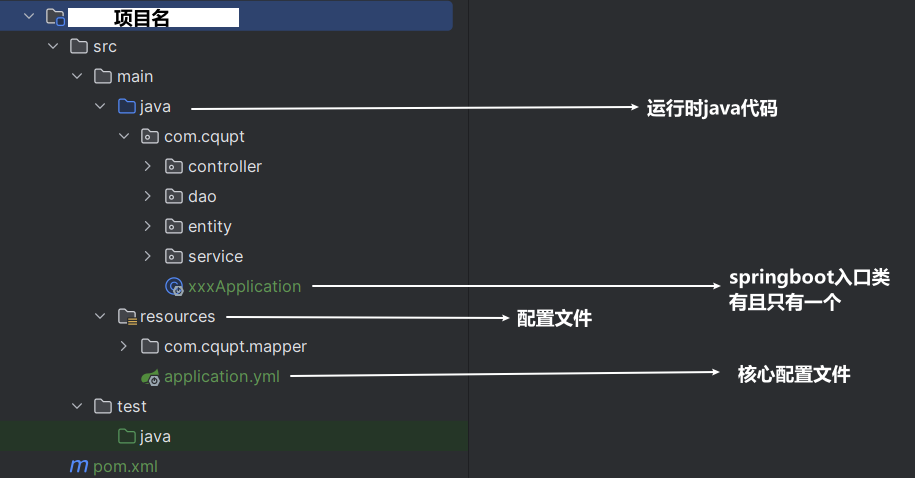 项目名
src
main
java
运行时java代码
com.cqupt
controller
dao
entity
service
xxxApplication
springboot入口类
有且只有一个
resources
配置文件
com.cqupt.mapper
application.yml
核心配置文件
test
java
pom.xml